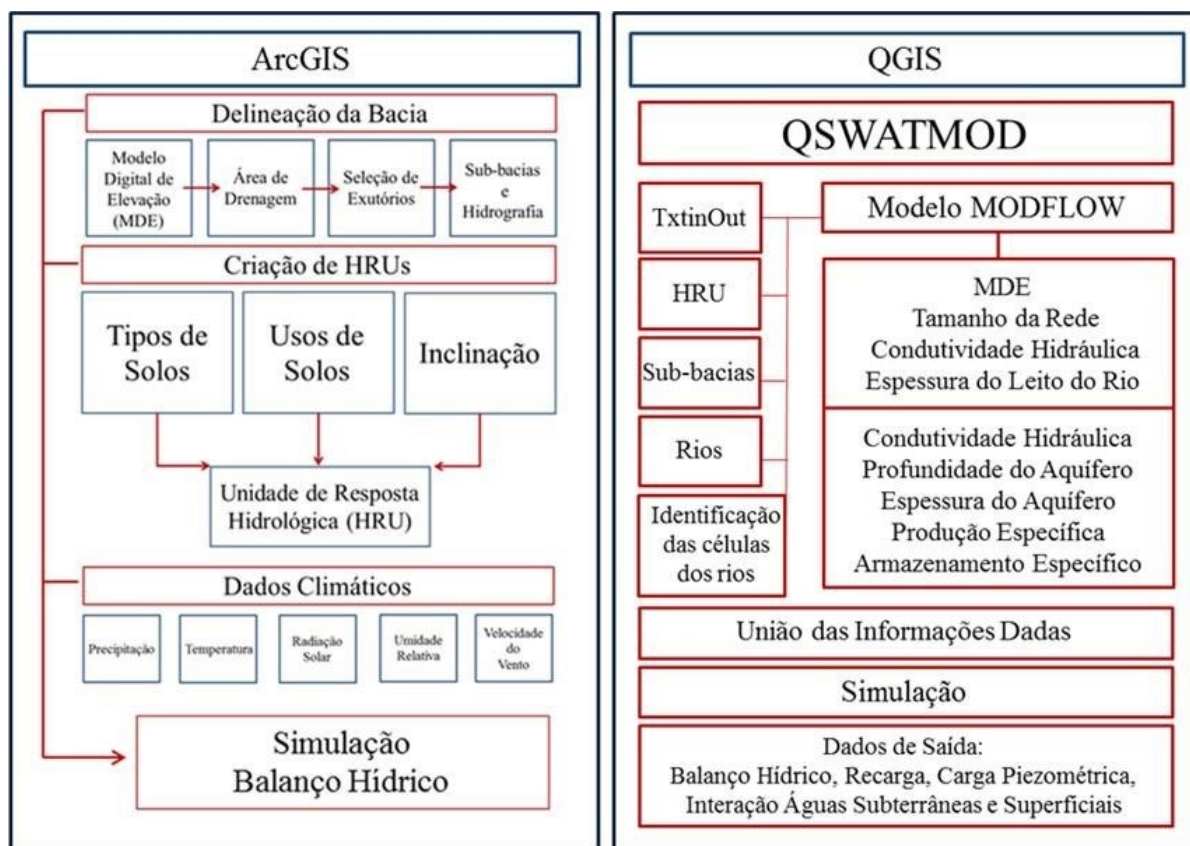 ArcGIS
Delineação da Bacia
Modelo
Digital de
Elevação
(MDE)
Área de
Drenagem
Seleção de
Exutórios
Sub-bacias
e
Hidrografia
Criação de HRUs
Tipos de
Solos
Usos de
Solos
Inclinação
Unidade de Resposta
Hidrológica (HRU)
Dados Climáticos
Precipitação
Temperatura
Radiação
Solar
Umidade
Relativa
Velocidade
do
Vento
Simulação
Balanço Hídrico
QGIS
QSWATMOD
TxtinOut
HRU
Sub-bacias
Rios
Identificação
das células
dos rios
Modelo MODFLOW
MDE
Tamanho da Rede
Condutividade Hidráulica
Espessura do Leito do Rio
Condutividade Hidráulica
Profundidade do Aquífero
Espessura do Aquífero
Produção Específica
Armazenamento Específico
União das Informações Dadas
Simulação
Dados de Saída:
Balanço Hídrico, Recarga, Carga Piezométrica,
Interação Águas Subterrâneas e Superficiais